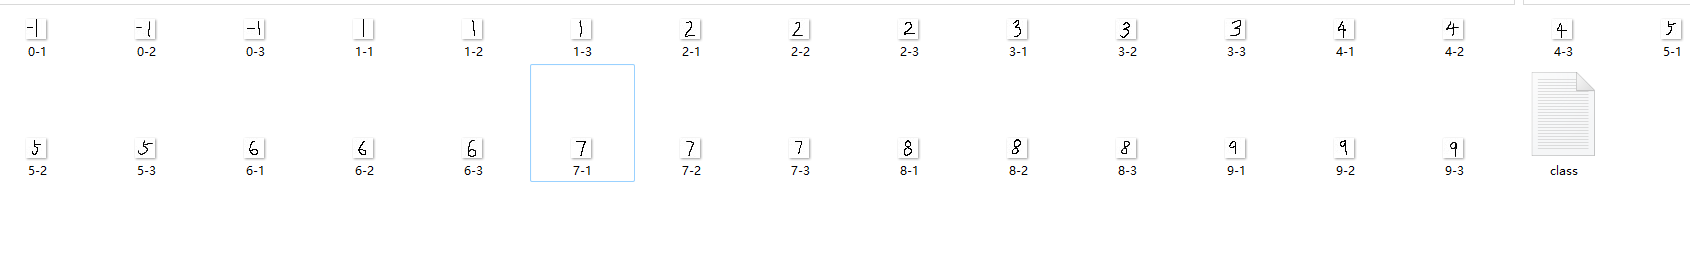 -1 -1 -1 1 1 1 2 2 2 3 3 3 4 4 4 5
0-1 0-2 0-3 1-1 1-2 1-3 2-1 2-2 2-3 3-1 3-2 3-3 4-1 4-2 4-3 5-1
5 5 6 6 6 7 7 7 8 8 8 9 9 9
5-2 5-3 6-1 6-2 6-3 7-1 7-2 7-3 8-1 8-2 8-3 9-1 9-2 9-3 class